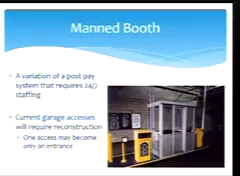 Manned Booth
A variation of a post pay
system that requires 24/7
staffing
Current garage accesses
will require reconstruction
One access may become
only an entrance